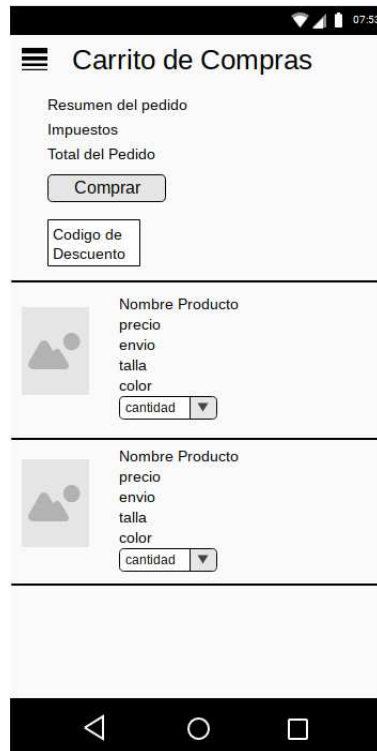 07:53
Carrito de Compras
Resumen del pedido
Impuestos
Total del Pedido
Comprar
Codigo de
Descuento
Nombre Producto
precio
envio
talla
color
cantidad
Nombre Producto
precio
envio
talla
color
cantidad